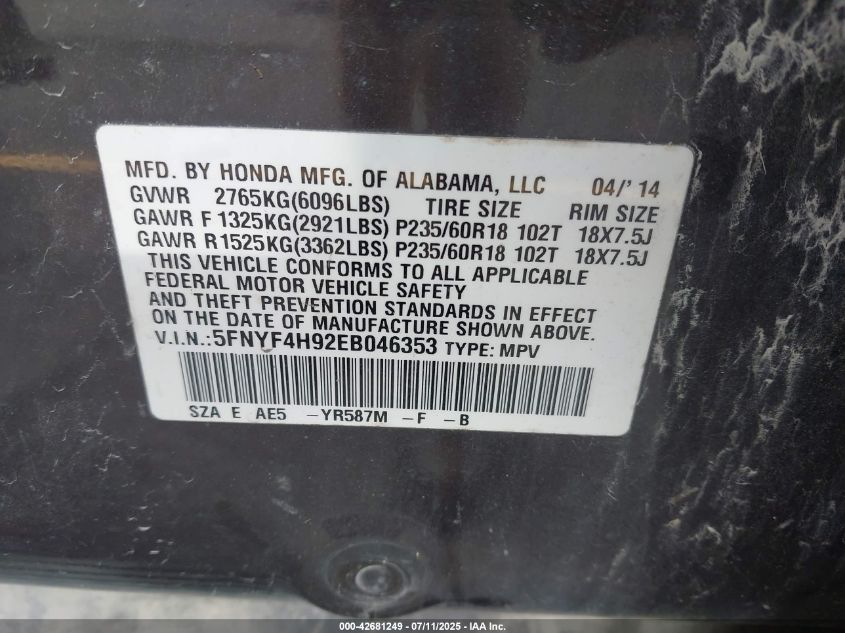 MFD. BY HONDA MFG. OF ALABAMA, LLC 04/'14
GVWR 2765KG(6096LBS) TIRE SIZE RIM SIZE
GAWR F 1325KG(2921LBS) P235/60R18 102T 18X7.5J
GAWR R 1525KG(3362LBS) P235/60R18 102T 18X7.5J
THIS VEHICLE CONFORMS TO ALL APPLICABLE
FEDERAL MOTOR VEHICLE SAFETY
AND THEFT PREVENTION STANDARDS IN EFFECT
ON THE DATE OF MANUFACTURE SHOWN ABOVE.
V.I.N.:5FNYF4H92EB046353 TYPE: MPV
SZA E AE5 -YR587M -F -B
000-42681249 - 07/11/2025 - IAA Inc.